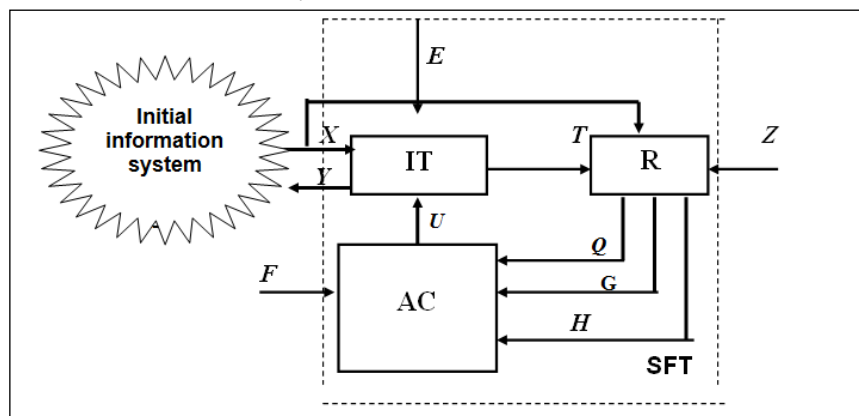 E
Initial
information
system
X
T
Z
IT
R
Y
U
Q
F
G
AC
H
SFT